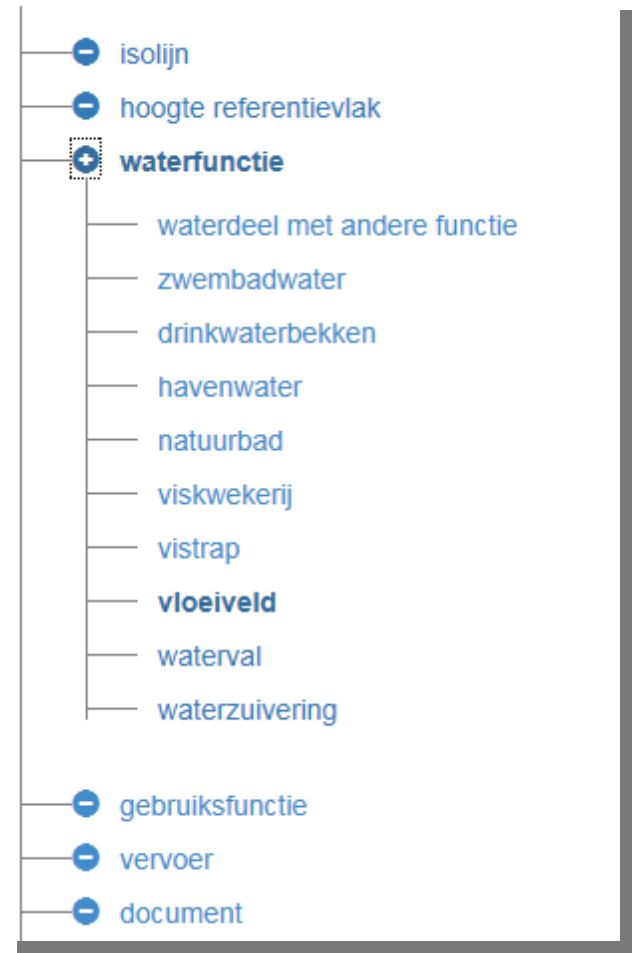 isolijn
hoogte referentievlak
waterfunctie
waterdeel met andere functie
zwembadwater
drinkwaterbekken
havenwater
natuurbad
viskwekerij
vistrap
vloeiveld
waterval
waterzuivering
gebruiksfunctie
vervoer
document